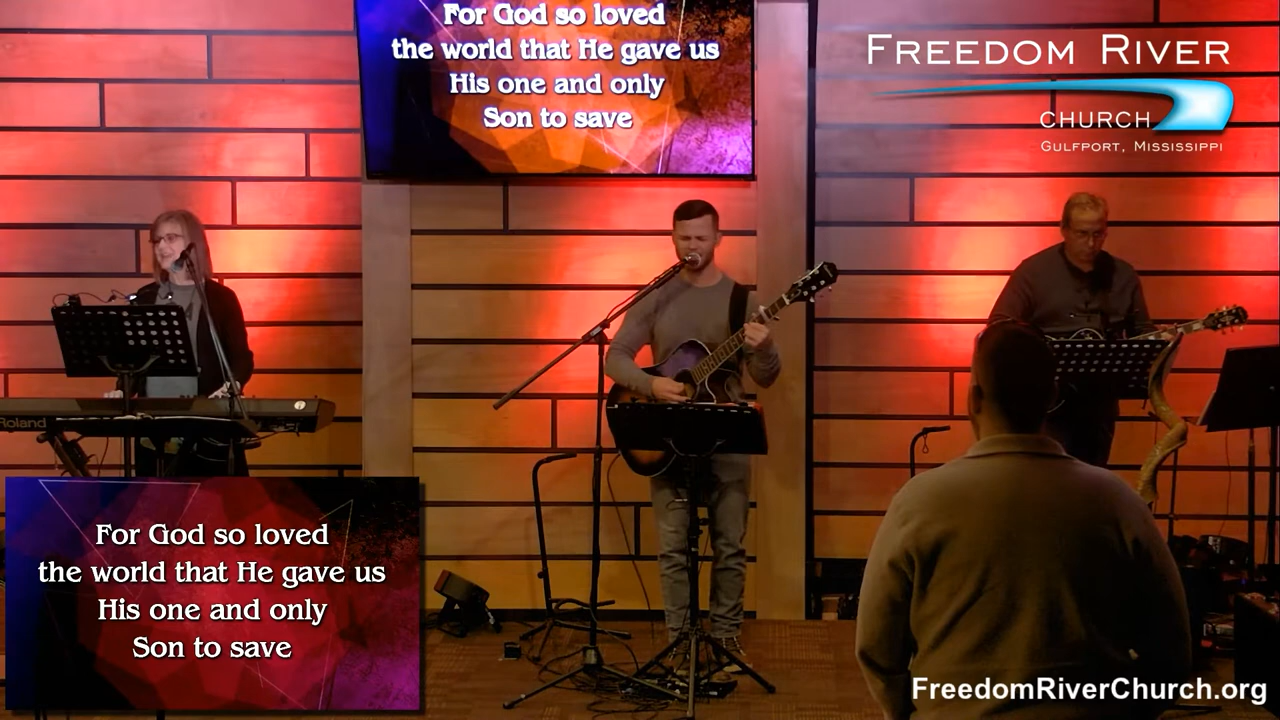 For God so loved
the world that He gave us
His one and only
Son to save
FREEDOM RIVER
CHURCH
GULFPORT, MISSISSIPPI
Roland
For God so loved
the world that He gave us
His one and only
Son to save
FreedomRiverChurch.org